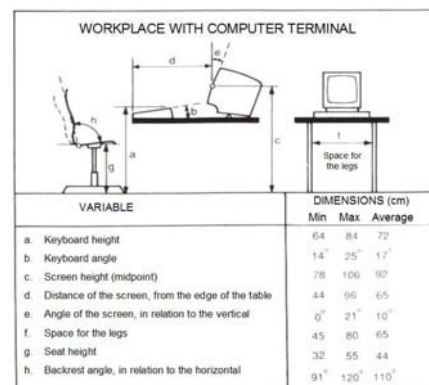 WORKPLACE WITH COMPUTER TERMINAL
d
e
h
b
g
a
c
f
Space for
the legs
VARIABLE
DIMENSIONS (cm)
Min Max Average
a. Keyboard height 64 84 72
b. Keyboard angle 14° 25° 17°
c. Screen height (midpoint) 78 106 92
d. Distance of the screen, from the edge of the table 44 96 65
e. Angle of the screen, in relation to the vertical 0° 21° 10°
f. Space for the legs 45 80 65
g. Seat height 32 55 44
h. Backrest angle, in relation to the horizontal 91° 120° 110°